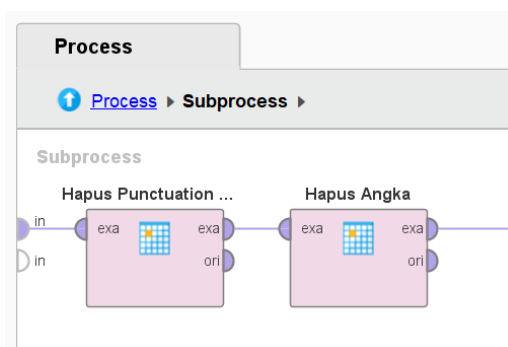 Process
Process Subprocess
Subprocess
Hapus Punctuation ... Hapus Angka
in exa exa exa exa
in ori ori